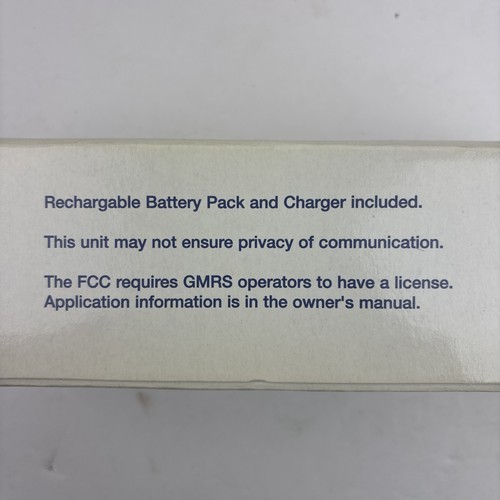 Rechargable Battery Pack and Charger included.
This unit may not ensure privacy of communication.
The FCC requires GMRS operators to have a license.
Application information is in the owner's manual.